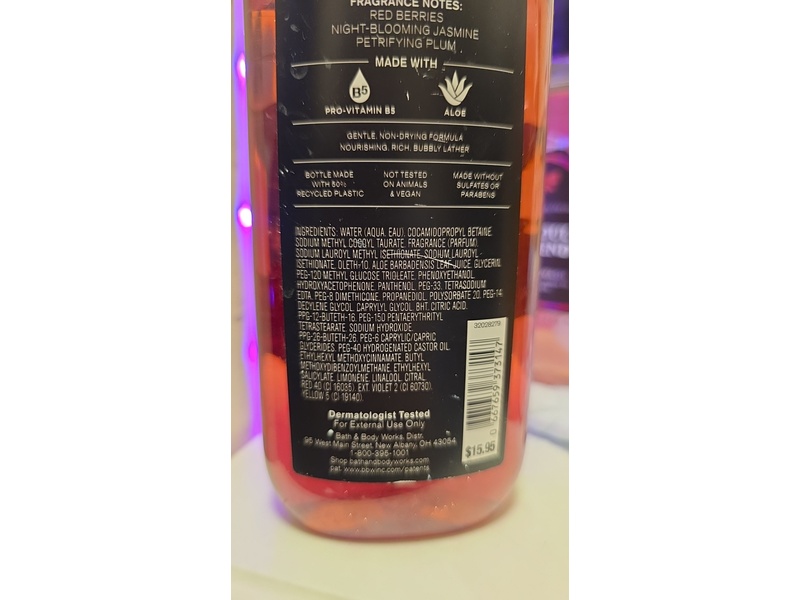 FRAGRANCE NOTES:
RED BERRIES
NIGHT-BLOOMING JASMINE
PETRIFYING PLUM
MADE WITH
B5
PRO-VITAMIN B5
ALOE
GENTLE, NON-DRYING FORMULA
NOURISHING, RICH, BUBBLY LATHER
BOTTLE MADE
WITH 50%
RECYCLED PLASTIC
NOT TESTED
ON ANIMALS
& VEGAN
MADE WITHOUT
SULFATES OR
PARABENS
INGREDIENTS: WATER (AQUA, EAU), COCAMIDOPROPYL BETAINE,
SODIUM METHYL COCOYL TAURATE, FRAGRANCE (PARFUM),
SODIUM LAUROYL METHYL ISETHIONATE, SODIUM LAUROYL
ISETHIONATE, OLETH-10, ALOE BARBADENSIS LEAF JUICE, GLYCERIN,
PEG-120 METHYL GLUCOSE TRIOLEATE, PHENOXYETHANOL,
HYDROXYACETOPHENONE, PANTHENOL, PEG-33, TETRASODIUM
EDTA, PEG-8 DIMETHICONE, PROPANEDIOL, POLYSORBATE 20, PEG-14,
DECYLENE GLYCOL, CAPRYLYL GLYCOL, BHT, CITRIC ACID,
PPG-12-BUTETH-16, PEG-150 PENTAERYTHRITYL
TETRASTEARATE, SODIUM HYDROXIDE,
PPG-26-BUTETH-26, PEG-6 CAPRYLIC/CAPRIC
GLYCERIDES, PEG-40 HYDROGENATED CASTOR OIL,
ETHYLHEXYL METHOXYCINNAMATE, BUTYL
METHOXYDIBENZOYLMETHANE, ETHYLHEXYL
SALICYLATE, LIMONENE, LINALOOL, CITRAL,
RED 40 (CI 16035), EXT. VIOLET 2 (CI 60730),
YELLOW 5 (CI 19140).
32028279
0 667659 373147
$15.95
Dermatologist Tested
For External Use Only
Bath & Body Works, Distr.
95 West Main Street, New Albany, OH 43054
1-800-395-1001
Shop bathandbodyworks.com
pat. www.bbwinc.com/patents